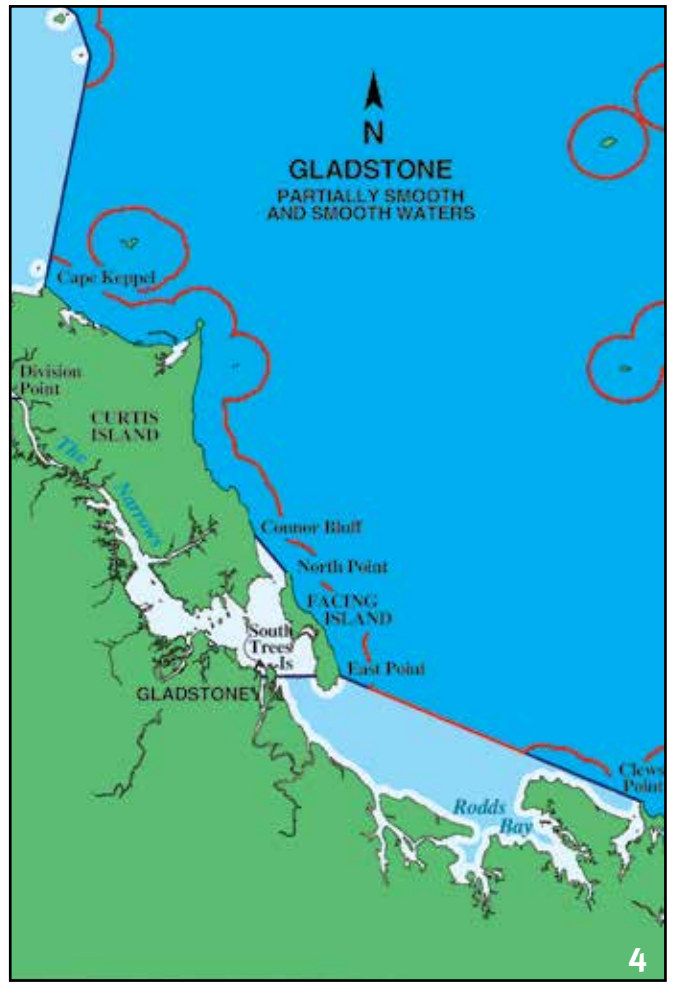 N
GLADSTONE
PARTIALLY SMOOTH
AND SMOOTH WATERS
Cape Keppel
Division
Point
CURTIS
ISLAND
The
Narrows
Connor Bluff
North Point
FACING
ISLAND
South
Trees
Is
East Point
GLADSTONE
Clews
Point
Rodds
Bay
4